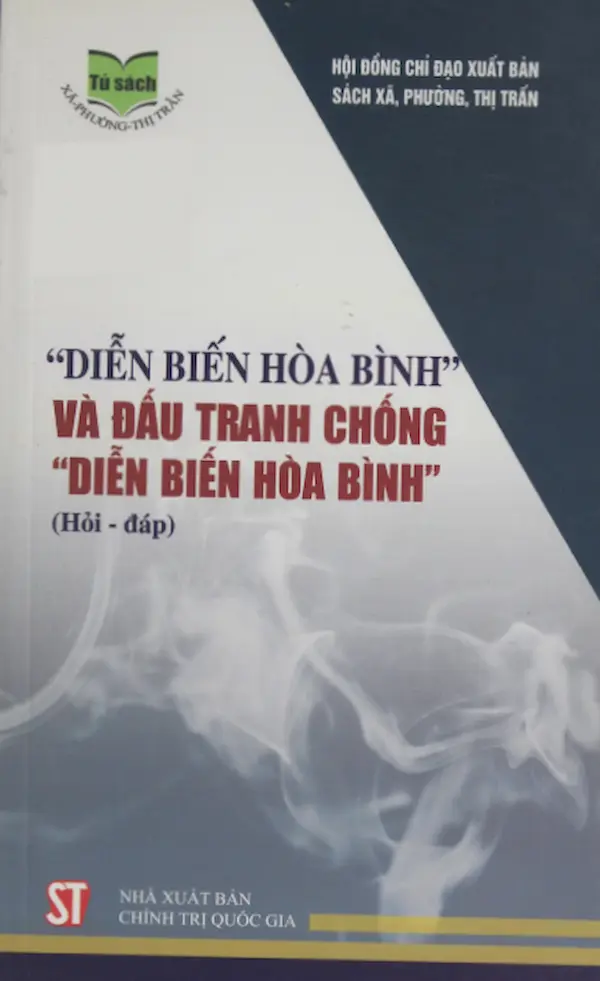 Tủ sách
XÃ-PHƯỜNG-THỊ TRẤN
HỘI ĐỒNG CHỈ ĐẠO XUẤT BẢN
SÁCH XÃ, PHƯỜNG, THỊ TRẤN
“DIỄN BIẾN HÒA BÌNH”
VÀ ĐẤU TRANH CHỐNG
“DIỄN BIẾN HÒA BÌNH”
(Hỏi - đáp)
ST
NHÀ XUẤT BẢN
CHÍNH TRỊ QUỐC GIA